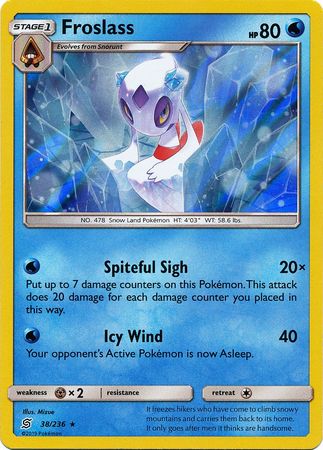 STAGE 1 Froslass HP 80
Evolves from Snorunt
NO. 478 Snow Land Pokémon HT: 4'03" WT: 58.6 lbs.
Spiteful Sigh 20×
Put up to 7 damage counters on this Pokémon. This attack
does 20 damage for each damage counter you placed in
this way.
Icy Wind 40
Your opponent's Active Pokémon is now Asleep.
weakness ×2 resistance retreat
Illus. Mizue
38/236 ★
©2019 Pokémon
It freezes hikers who have come to climb snowy
mountains and carries them back to its home.
It only goes after men it thinks are handsome.